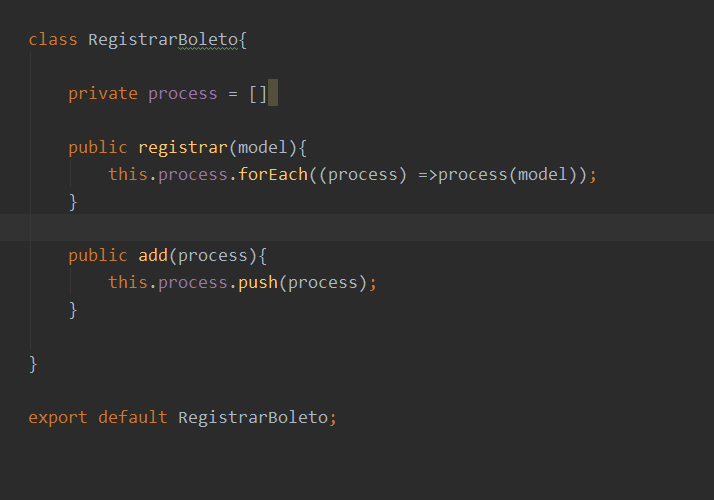 class RegistrarBoleto{
private process = []
public registrar(model){
this.process.forEach((process) =>process(model));
}
public add(process){
this.process.push(process);
}
}
export default RegistrarBoleto;